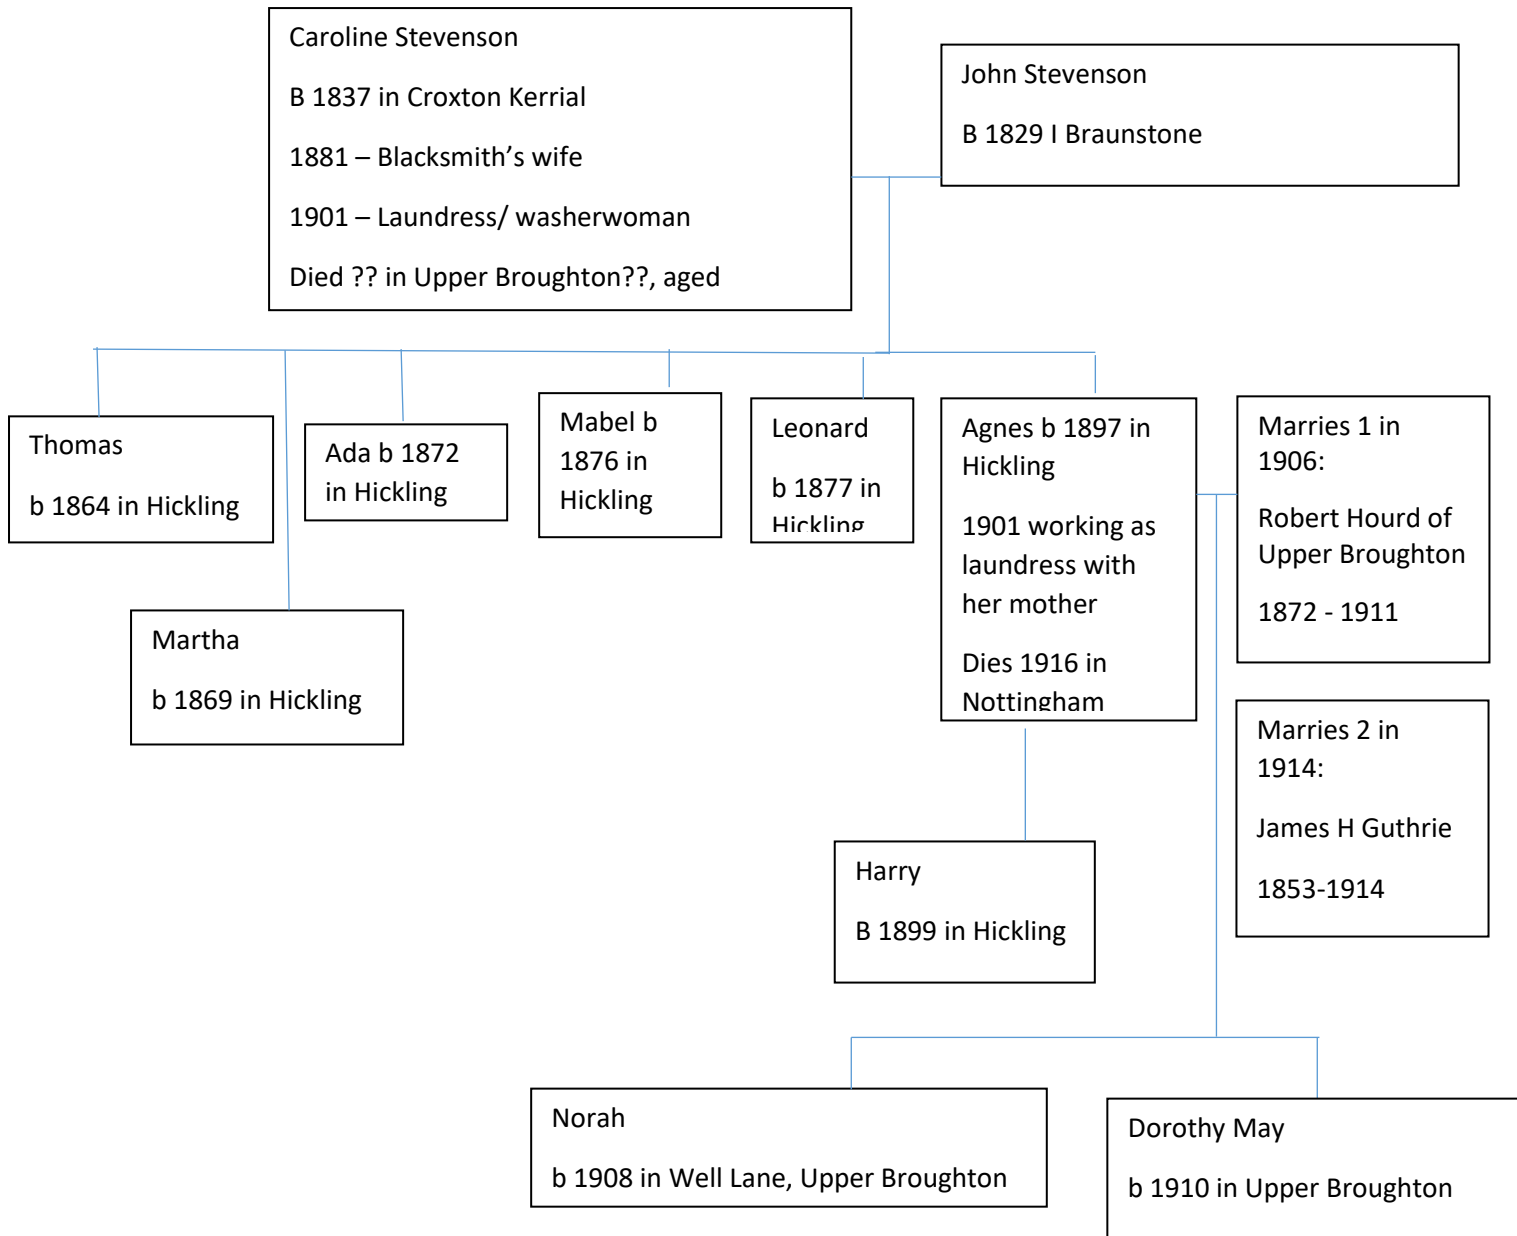 Caroline Stevenson
B 1837 in Croxton Kerrial
1881 – Blacksmith's wife
1901 – Laundress/ washerwoman
Died ?? in Upper Broughton??, aged
John Stevenson
B 1829 I Braunstone
Thomas
b 1864 in Hickling
Martha
b 1869 in Hickling
Ada b 1872
in Hickling
Mabel b
1876 in
Hickling
Leonard
b 1877 in
Hickling
Agnes b 1897 in
Hickling
1901 working as
laundress with
her mother
Dies 1916 in
Nottingham
Marries 1 in
1906:
Robert Hourd of
Upper Broughton
1872 - 1911
Marries 2 in
1914:
James H Guthrie
1853-1914
Harry
B 1899 in Hickling
Norah
b 1908 in Well Lane, Upper Broughton
Dorothy May
b 1910 in Upper Broughton